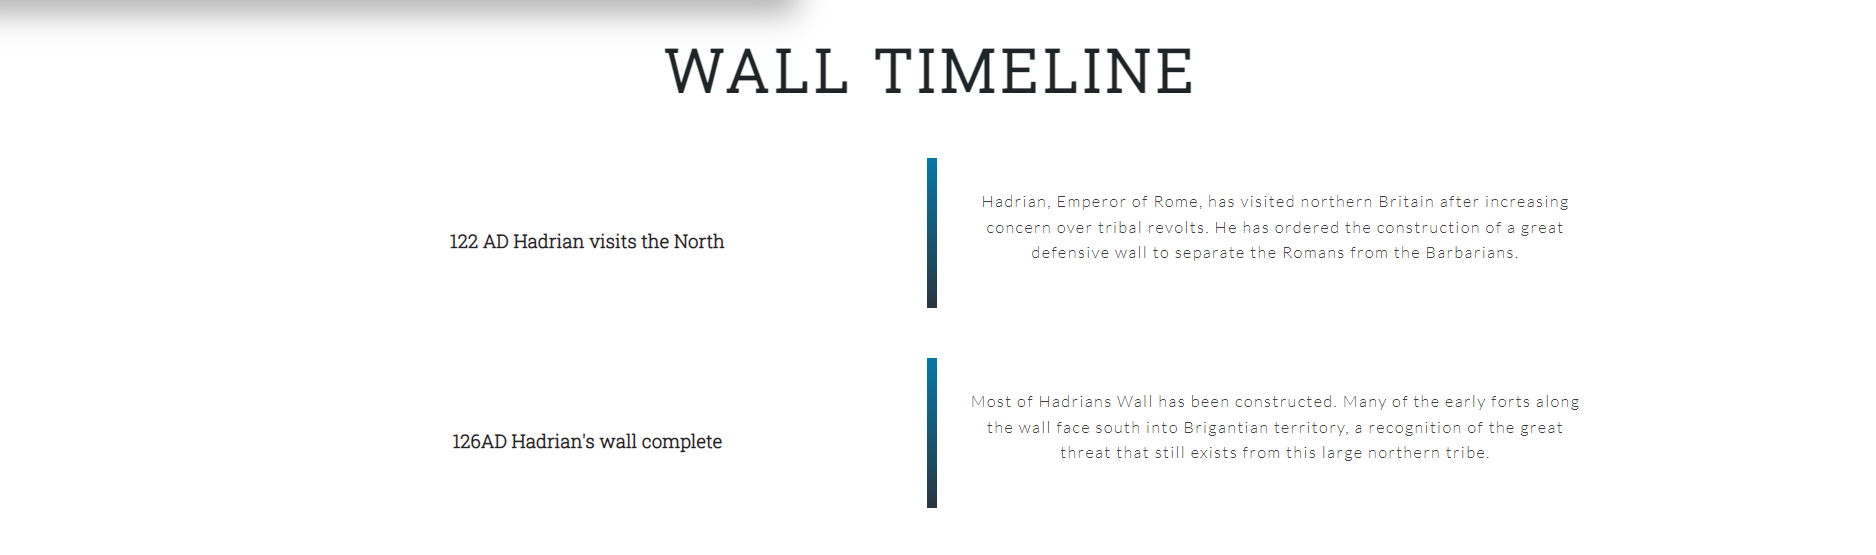 WALL TIMELINE
122 AD Hadrian visits the North
Hadrian, Emperor of Rome, has visited northern Britain after increasing
concern over tribal revolts. He has ordered the construction of a great
defensive wall to separate the Romans from the Barbarians.
126AD Hadrian's wall complete
Most of Hadrians Wall has been constructed. Many of the early forts along
the wall face south into Brigantian territory, a recognition of the great
threat that still exists from this large northern tribe.